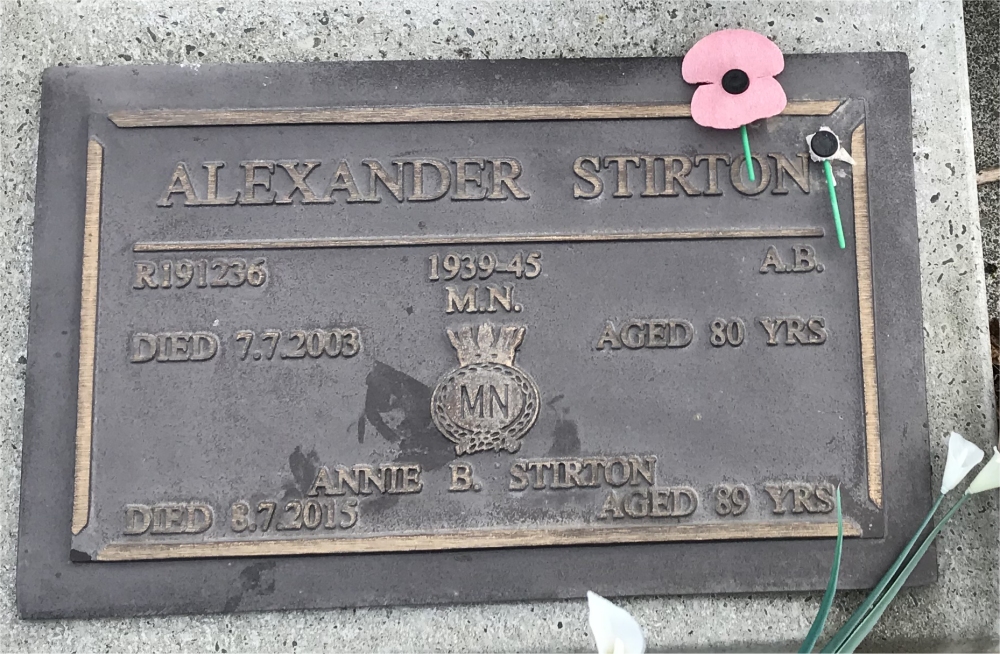 ALEXANDER STIRTON
R191236 1939-45 A.B.
M.N.
DIED 7.7.2003 AGED 80 YRS
MN
ANNIE B. STIRTON
DIED 8.7.2015 AGED 89 YRS